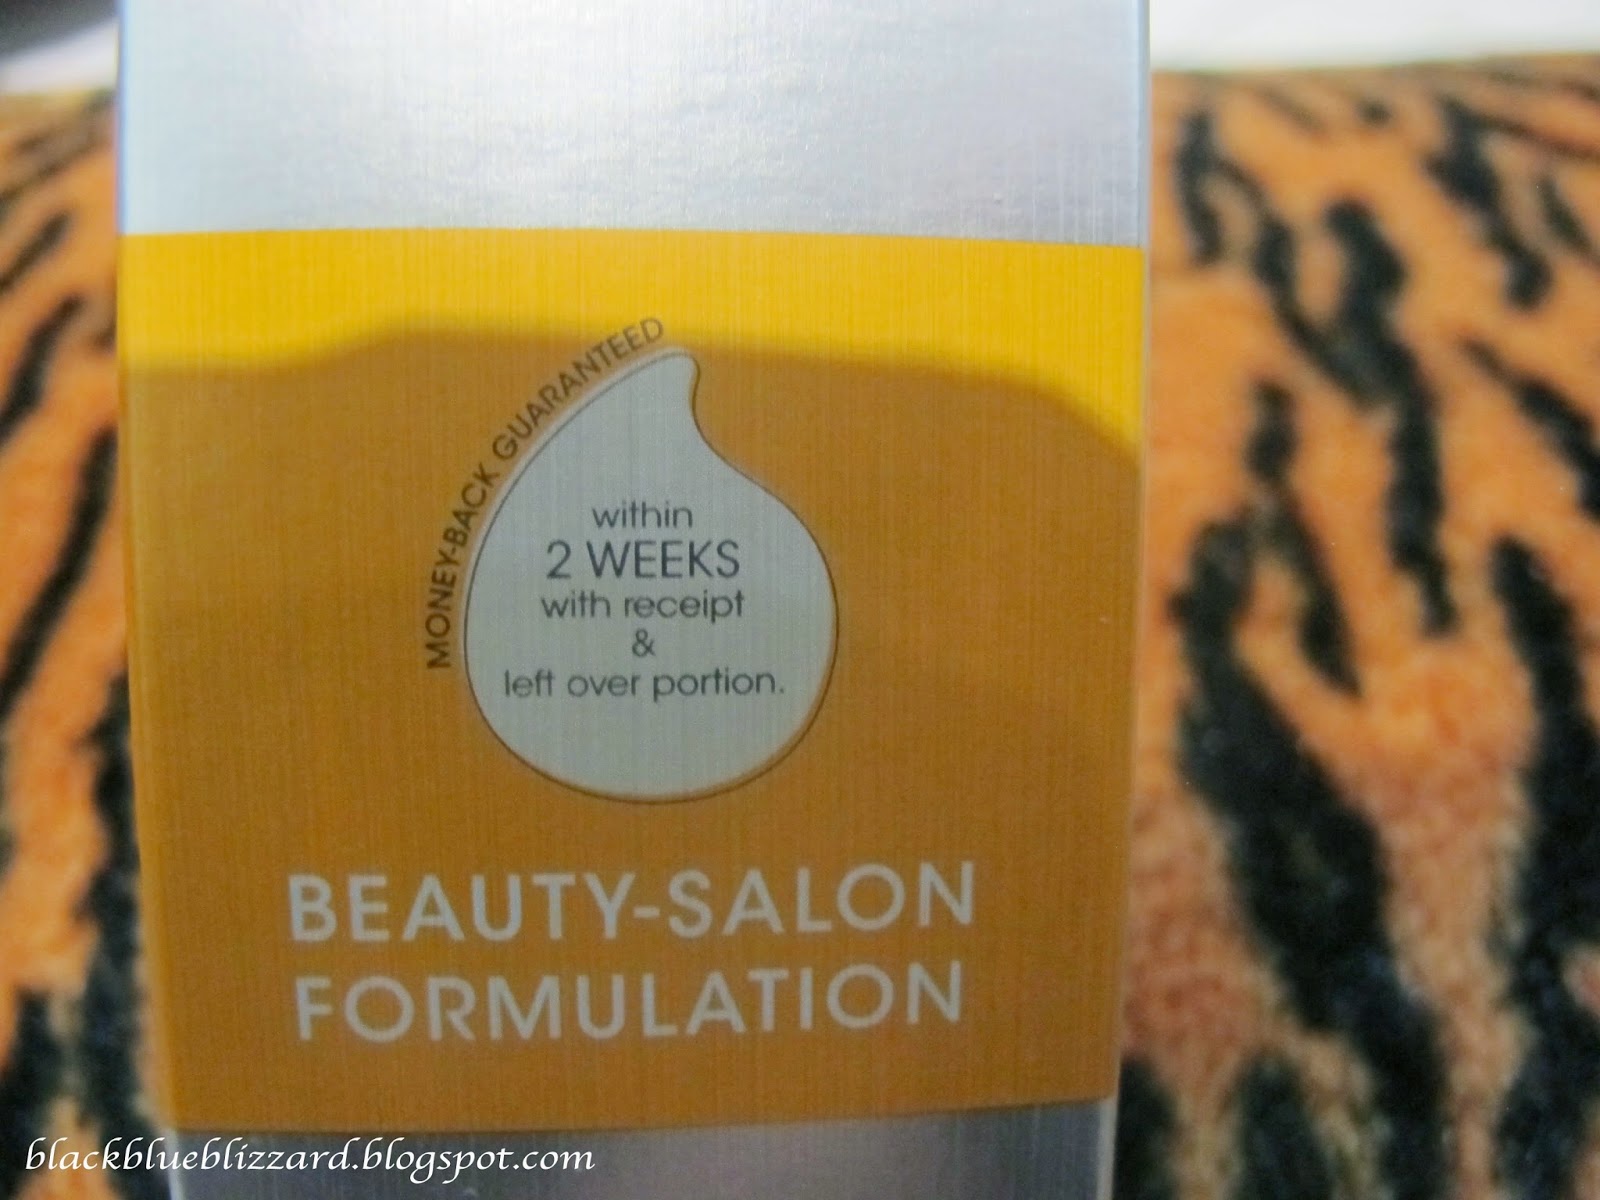 MONEY-BACK GUARANTEED
within
2 WEEKS
with receipt
&
left over portion.
BEAUTY-SALON
FORMULATION
blackblueblizzard.blogspot.com